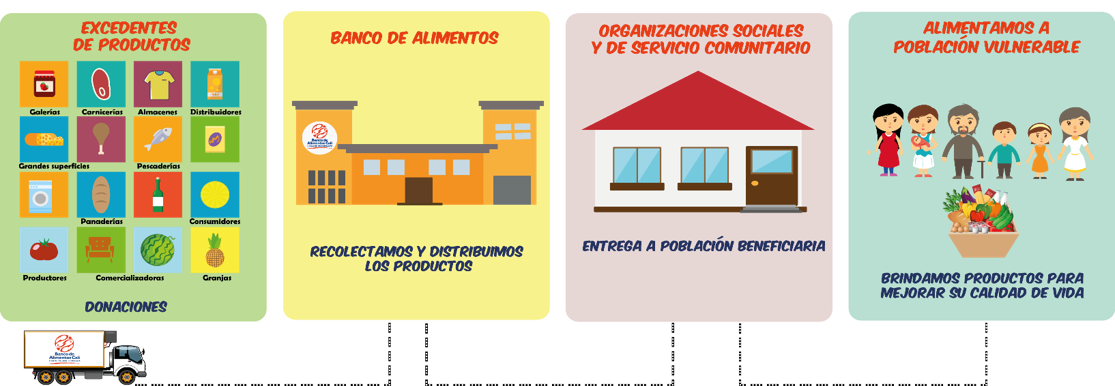 EXCEDENTES
DE PRODUCTOS
Galerías
Carnicerías
Almacenes
Distribuidores
Grandes superficies
Pescaderías
Panaderías
Consumidores
Productores
Comercializadoras
Granjas
DONACIONES
BANCO DE ALIMENTOS
Banco de
Alimentos Cali
RECOLECTAMOS Y DISTRIBUIMOS
LOS PRODUCTOS
ORGANIZACIONES SOCIALES
Y DE SERVICIO COMUNITARIO
ENTREGA A POBLACIÓN BENEFICIARIA
ALIMENTAMOS A
POBLACIÓN VULNERABLE
BRINDAMOS PRODUCTOS PARA
MEJORAR SU CALIDAD DE VIDA
Banco de
Alimentos Cali